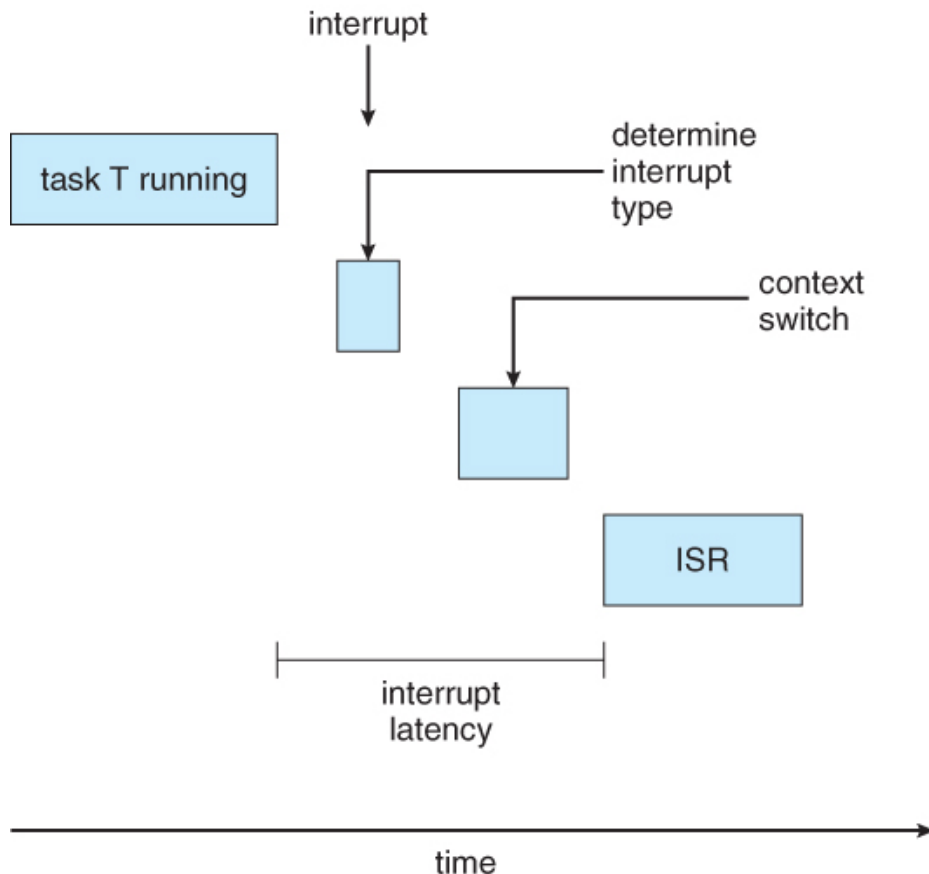 interrupt
task T running
determine
interrupt
type
context
switch
ISR
interrupt
latency
time